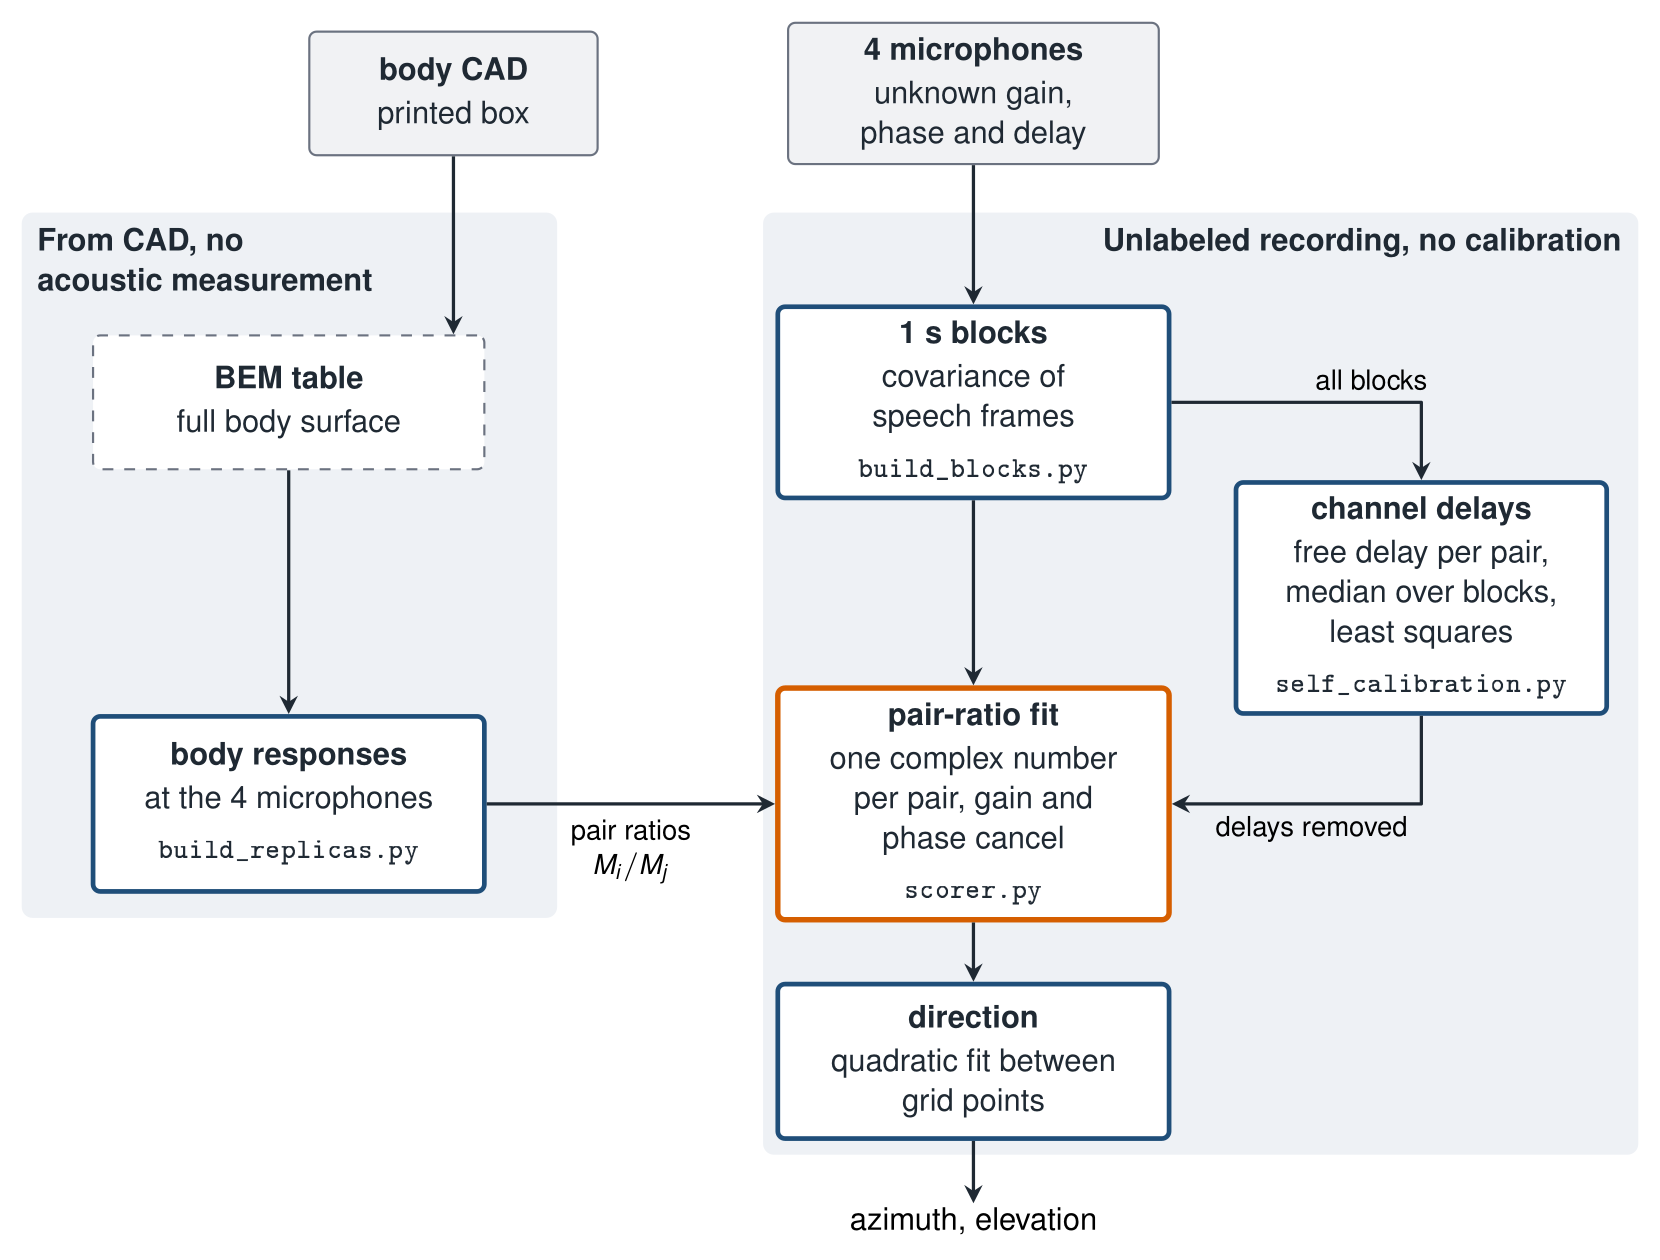 body CAD
printed box
4 microphones
unknown gain,
phase and delay
From CAD, no
acoustic measurement
Unlabeled recording, no calibration
BEM table
full body surface
1 s blocks
covariance of
speech frames
build_blocks.py
all blocks
channel delays
free delay per pair,
median over blocks,
least squares
self_calibration.py
body responses
at the 4 microphones
build_replicas.py
pair ratios
M_i/M_j
pair-ratio fit
one complex number
per pair, gain and
phase cancel
scorer.py
delays removed
direction
quadratic fit between
grid points
azimuth, elevation